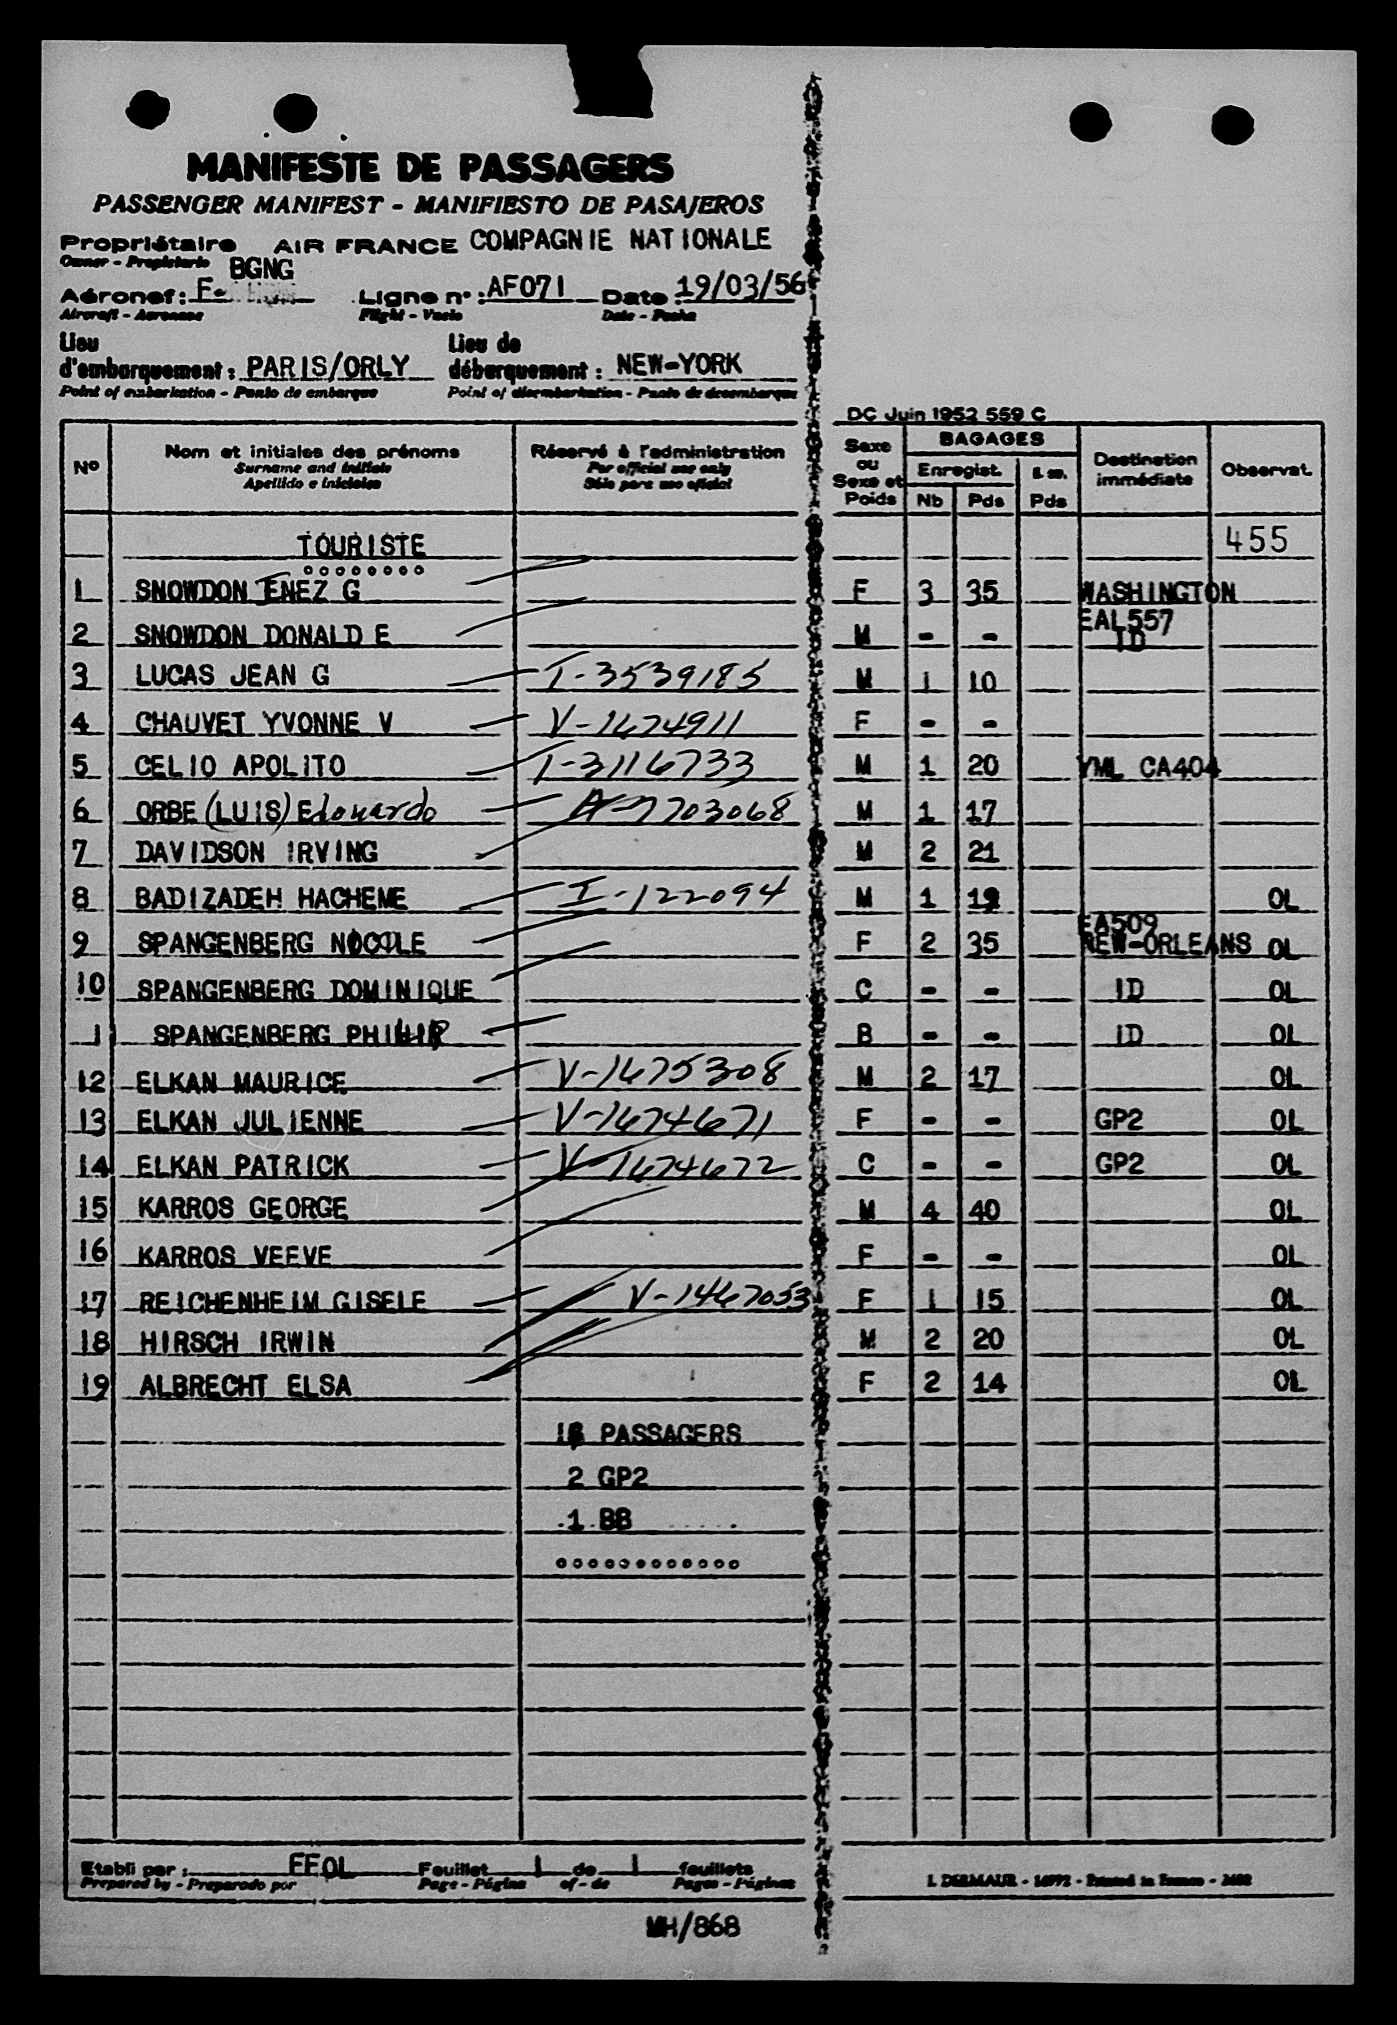 MANIFESTE DE PASSAGERS
PASSENGER MANIFEST - MANIFIESTO DE PASAJEROS
Propriétaire AIR FRANCE COMPAGNIE NATIONALE
Owner - Propietario
BGNG
Aéronef : F- Ligne n° : AF071 Date : 19/03/56
Aircraft - Aeronave Flight - Vuelo Date - Fecha
Lieu d'embarquement : PARIS/ORLY Lieu de débarquement : NEW-YORK
Point of embarkation - Punto de embarque Point of disembarkation - Punto de desembarque
DC Juin 1952 559 C
N° Nom et initiales des prénoms Réservé à l'administration Sexe ou Sexe et Poids BAGAGES Destination immédiate Observat.
Surname and initials For official use only Enregist.
Apellido e iniciales Sólo para uso oficial Nb Pds Pds
TOURISTE 455
1 SNOWDON ENEZ G F 3 35 WASHINGTON
EAL557
2 SNOWDON DONALD E M - - ID
3 LUCAS JEAN G I-3539185 M 1 10
4 CHAUVET YVONNE V V-1674911 F - -
5 CELIO APOLITO I-3116733 M 1 20 YML CA404
6 ORBE (LUIS) Edouardo A-7703068 M 1 17
7 DAVIDSON IRVING M 2 21
8 BADIZADEH HACHEME I-122094 M 1 19 OL
EA509
9 SPANGENBERG NICOLE F 2 35 NEW-ORLEANS OL
10 SPANGENBERG DOMINIQUE C - - ID OL
1 SPANGENBERG PHILIP B - - ID OL
12 ELKAN MAURICE V-1675308 M 2 17 OL
13 ELKAN JULIENNE V-1674671 F - - GP2 OL
14 ELKAN PATRICK V-1674672 C - - GP2 OL
15 KARROS GEORGE M 4 40 OL
16 KARROS VEEVE F - - OL
17 REICHENHEIM GISELE V-1467053 F 1 15 OL
18 HIRSCH IRWIN M 2 20 OL
19 ALBRECHT ELSA F 2 14 OL
PASSAGERS
2 GP2
1 BB
Etabli par : FFOL Feuillet 1 de 1 feuillets
Prepared by - Preparado por Page - Página of - de Pages - Páginas
MH/868